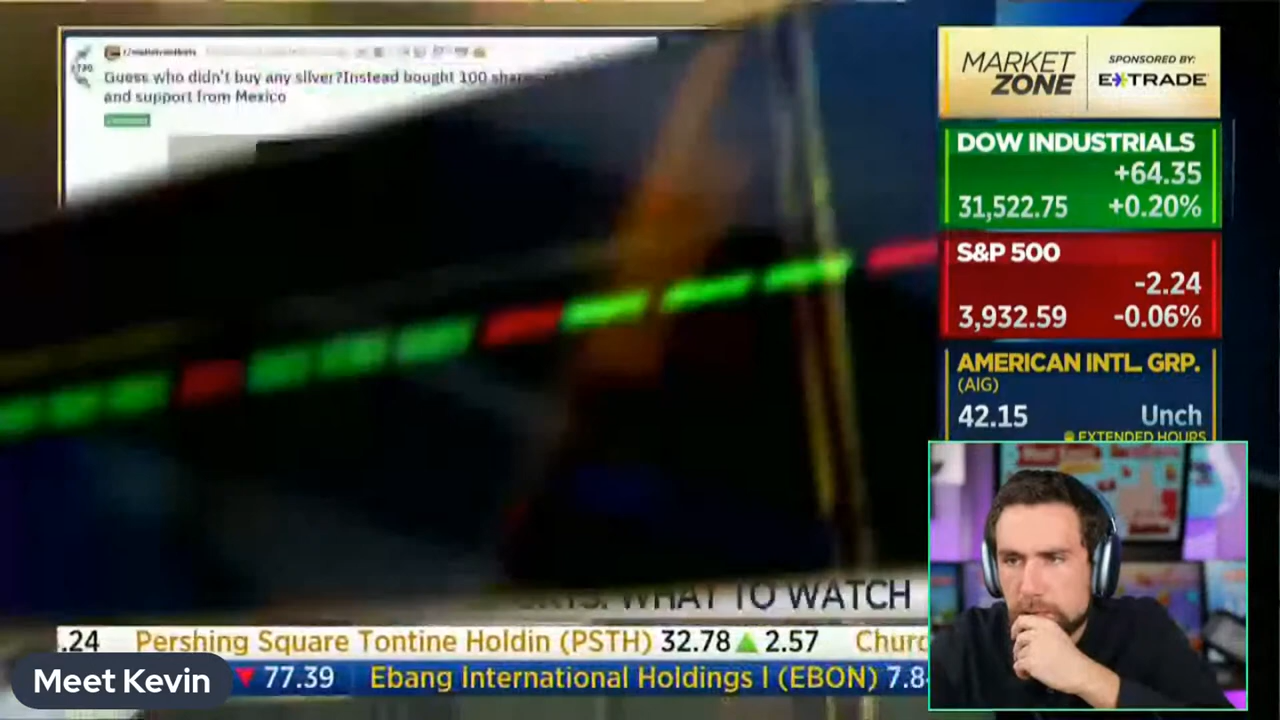 Guess who didn't buy any silver?Instead bought 100
and support from Mexico
MARKET
ZONE
SPONSORED BY:
E*TRADE
DOW INDUSTRIALS
+64.35
31,522.75 +0.20%
S&P 500
-2.24
3,932.59 -0.06%
AMERICAN INTL. GRP.
(AIG)
42.15 Unch
EXTENDED HOURS
WHAT TO WATCH
.24 Pershing Square Tontine Holdin (PSTH) 32.78 ▲ 2.57
Meet Kevin ▼ 77.39 Ebang International Holdings I (EBON)